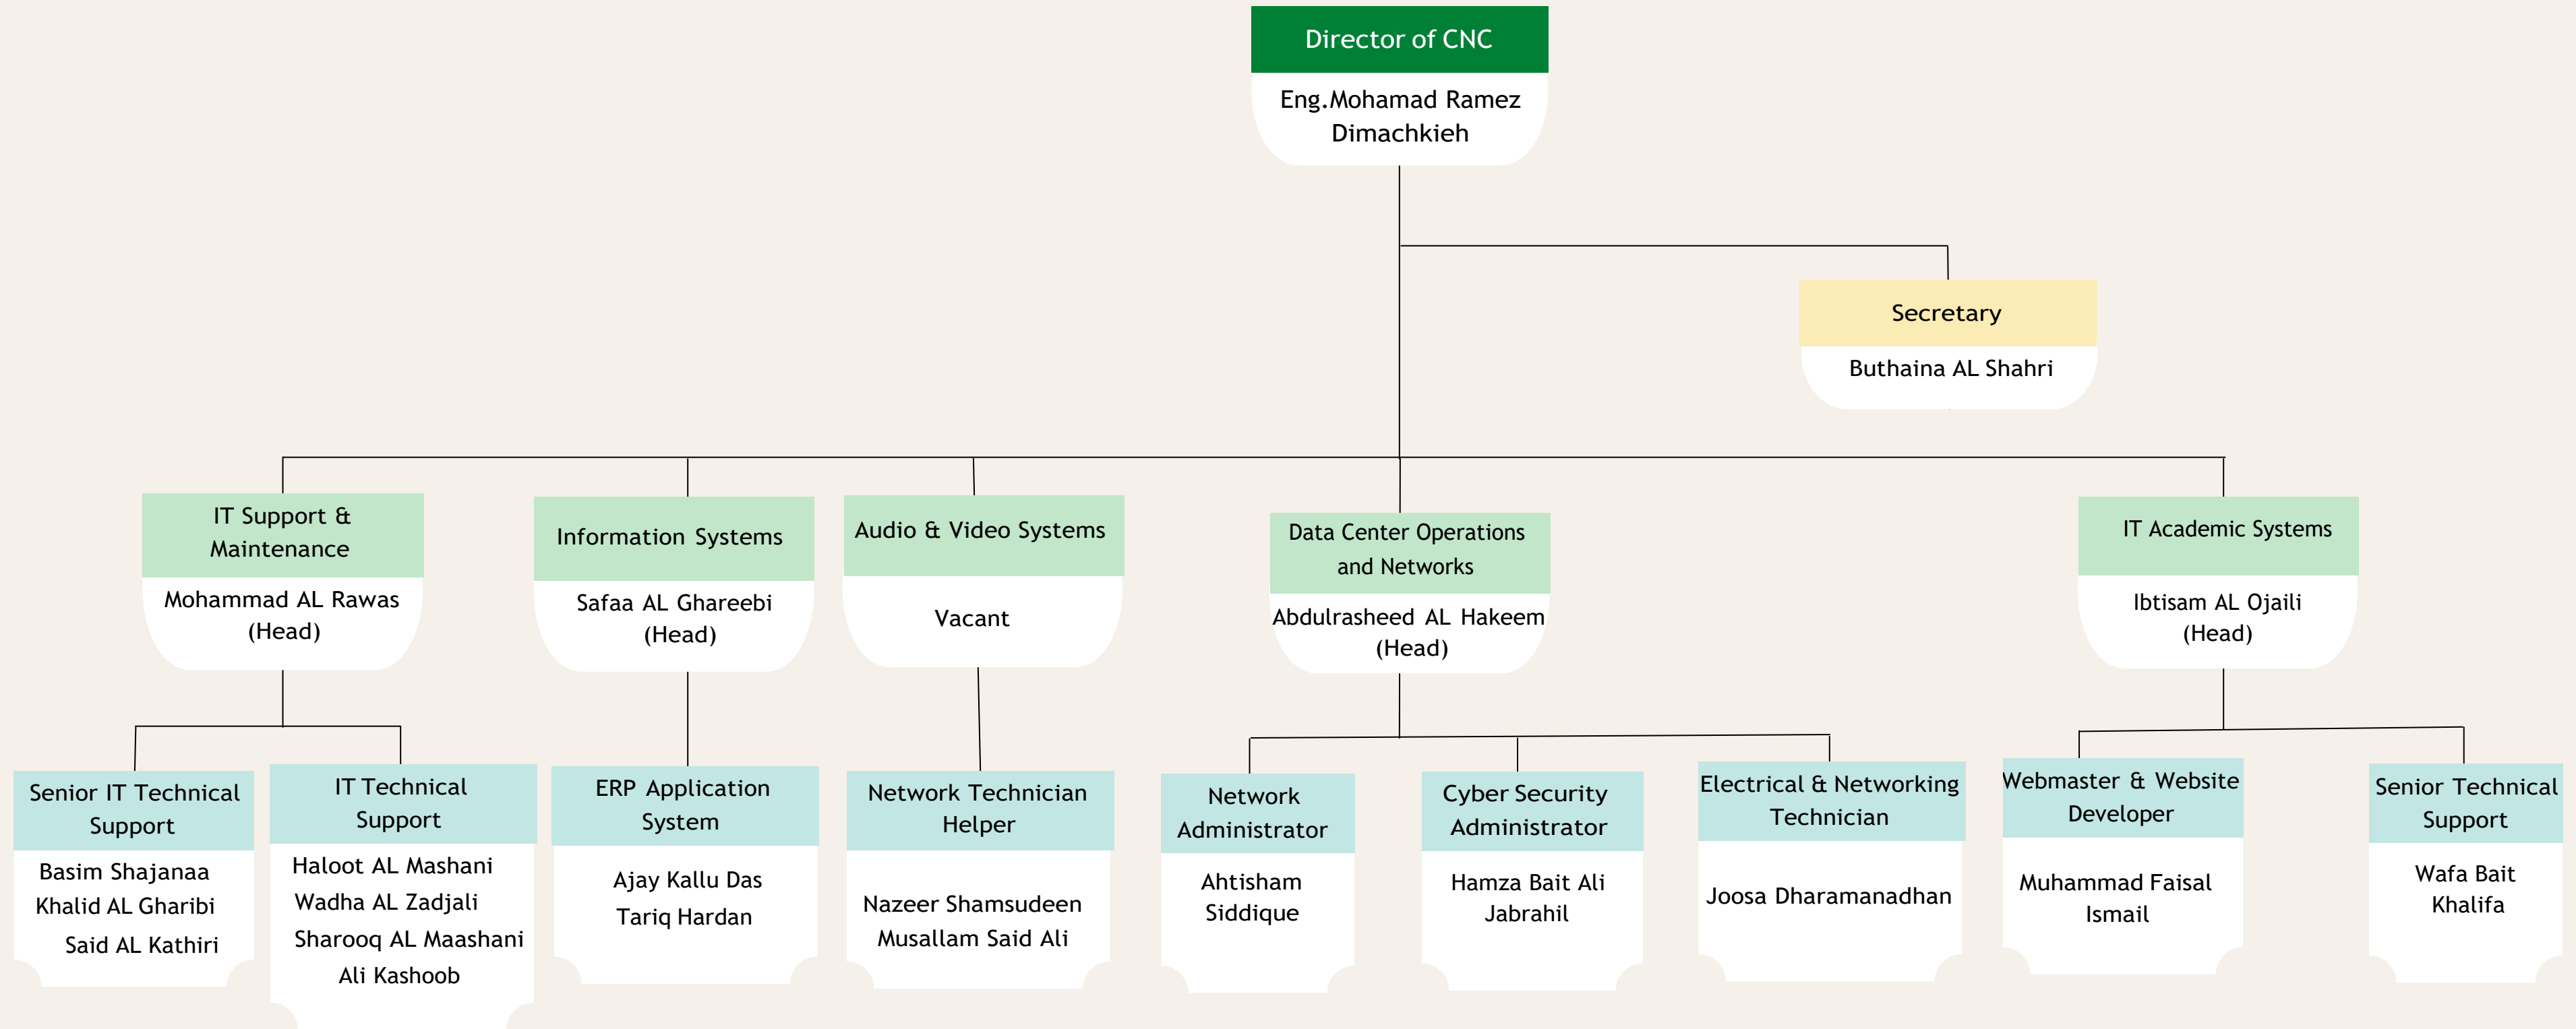 Director of CNC
Eng.Mohamad Ramez
Dimachkieh
Secretary
Buthaina AL Shahri
IT Support &
Maintenance
Mohammad AL Rawas
(Head)
Information Systems
Safaa AL Ghareebi
(Head)
Audio & Video Systems
Vacant
Data Center Operations
and Networks
Abdulrasheed AL Hakeem
(Head)
IT Academic Systems
Ibtisam AL Ojaili
(Head)
Senior IT Technical
Support
Basim Shajanaa
Khalid AL Gharibi
Said AL Kathiri
IT Technical
Support
Haloot AL Mashani
Wadha AL Zadjali
Sharooq AL Maashani
Ali Kashoob
ERP Application
System
Ajay Kallu Das
Tariq Hardan
Network Technician
Helper
Nazeer Shamsudeen
Musallam Said Ali
Network
Administrator
Ahtisham
Siddique
Cyber Security
Administrator
Hamza Bait Ali
Jabrahil
Electrical & Networking
Technician
Joosa Dharamanadhan
Webmaster & Website
Developer
Muhammad Faisal
Ismail
Senior Technical
Support
Wafa Bait
Khalifa